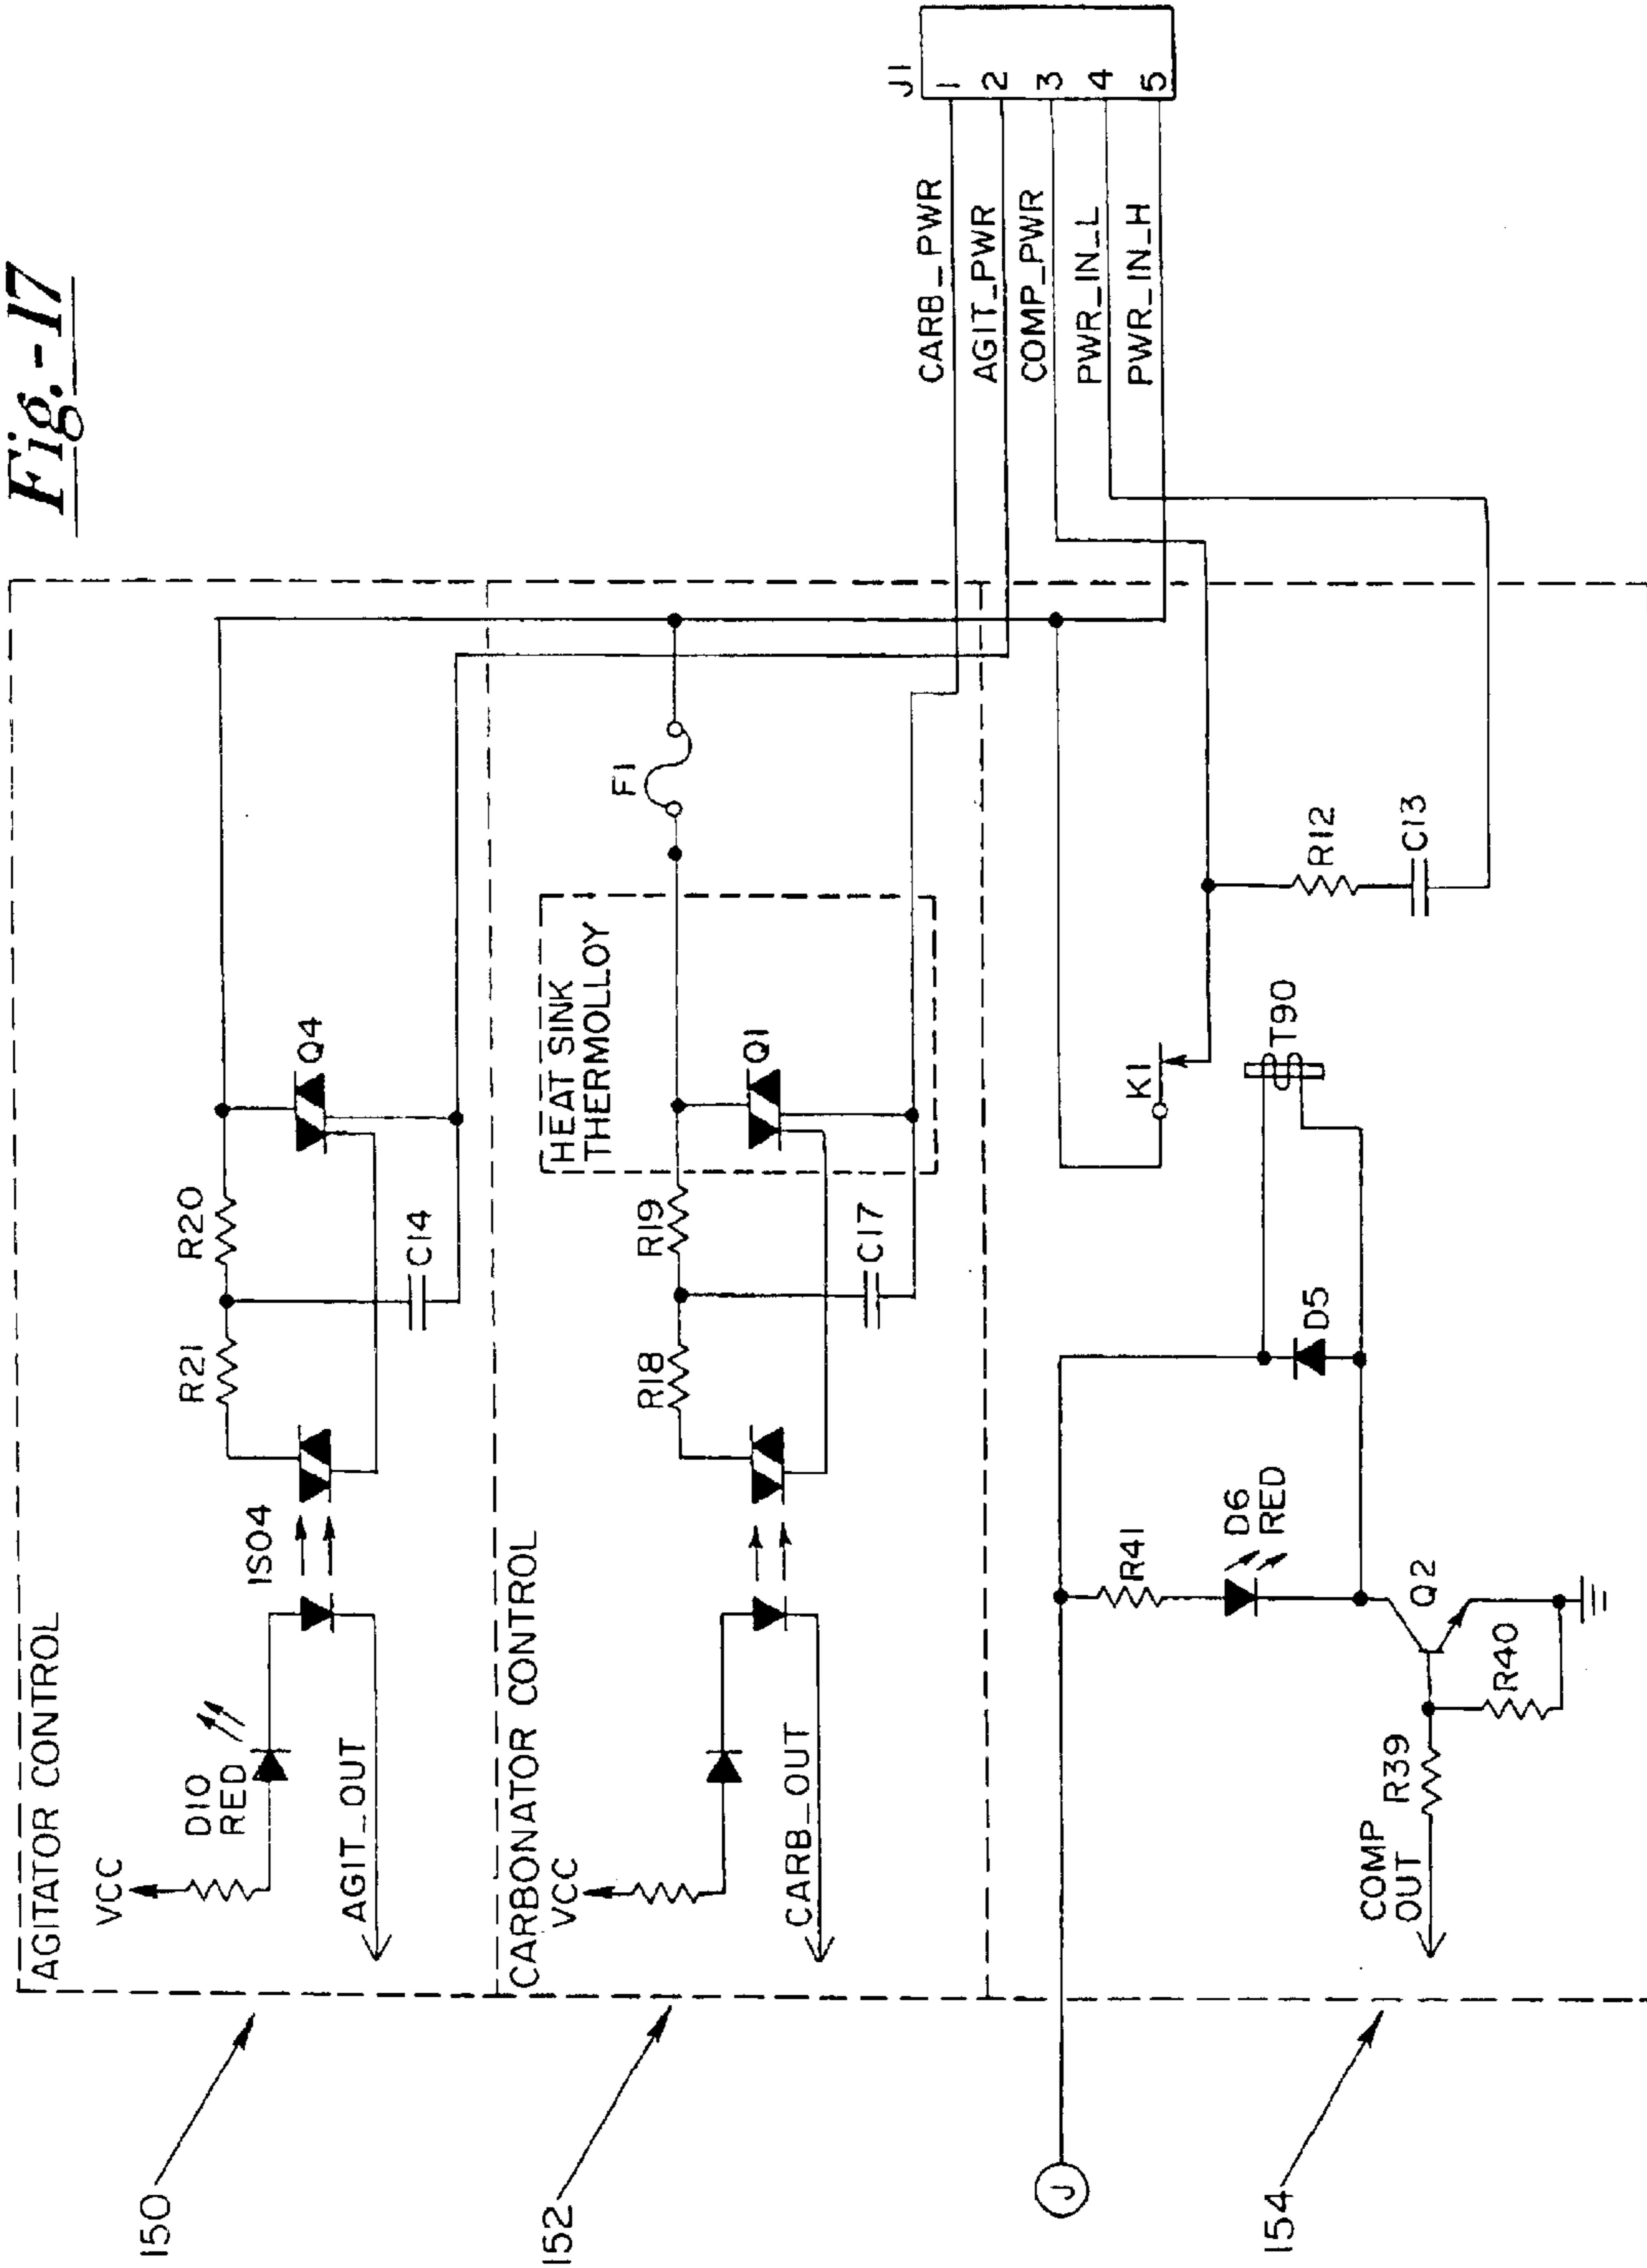 Fig.-17
AGITATOR CONTROL
VCC
D10
RED
AGIT_OUT
ISO4
R21
R20
C14
Q4
150
CARBONATOR CONTROL
VCC
CARB_OUT
R18
R19
C17
HEAT SINK
THERMOLLOY
Q1
F1
152
J
R41
D6
RED
D5
T90
K1
R12
C13
COMP
OUT
R39
R40
Q2
154
J1
CARB_PWR 1
AGIT_PWR 2
COMP_PWR 3
PWR_IN_L 4
PWR_IN_H 5